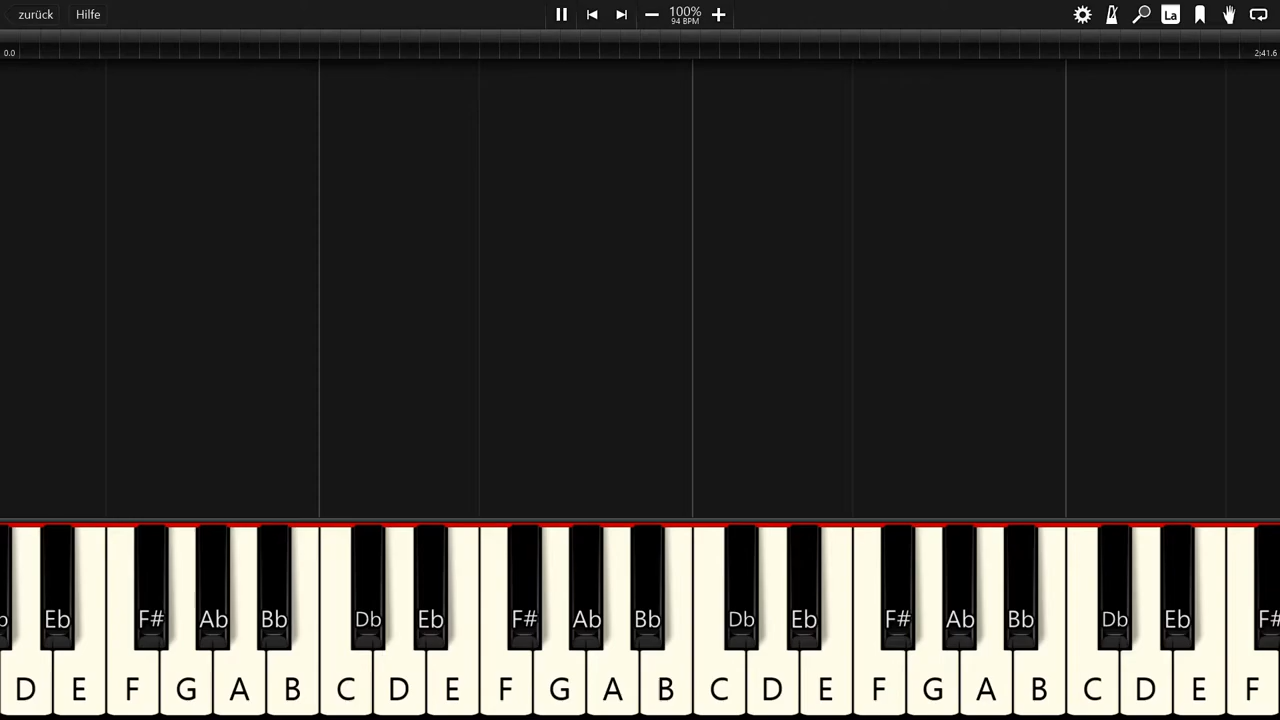 zurück Hilfe 100% La
94 BPM
0.0 2:41.6
Eb F# Ab Bb Db Eb F# Ab Bb Db Eb F# Ab Bb Db Eb F#
D E F G A B C D E F G A B C D E F G A B C D E F